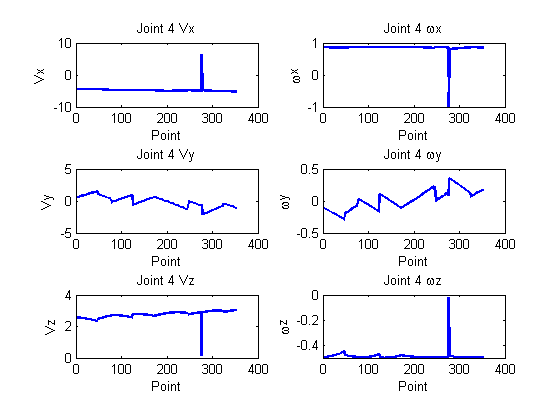 Joint 4 Vx
Joint 4 ωx
10
0
-10
Vx
0 100 200 300 400
Point
1
0
-1
ωx
0 100 200 300 400
Point
Joint 4 Vy
Joint 4 ωy
5
0
-5
Vy
0 100 200 300 400
Point
0.5
0
-0.5
ωy
0 100 200 300 400
Point
Joint 4 Vz
Joint 4 ωz
4
2
0
Vz
0 100 200 300 400
Point
0
-0.2
-0.4
ωz
0 100 200 300 400
Point